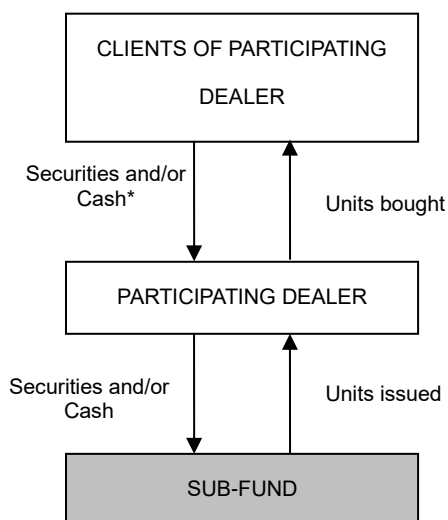 CLIENTS OF PARTICIPATING
DEALER
Securities and/or
Cash*
Units bought
PARTICIPATING DEALER
Securities and/or
Cash
Units issued
SUB-FUND